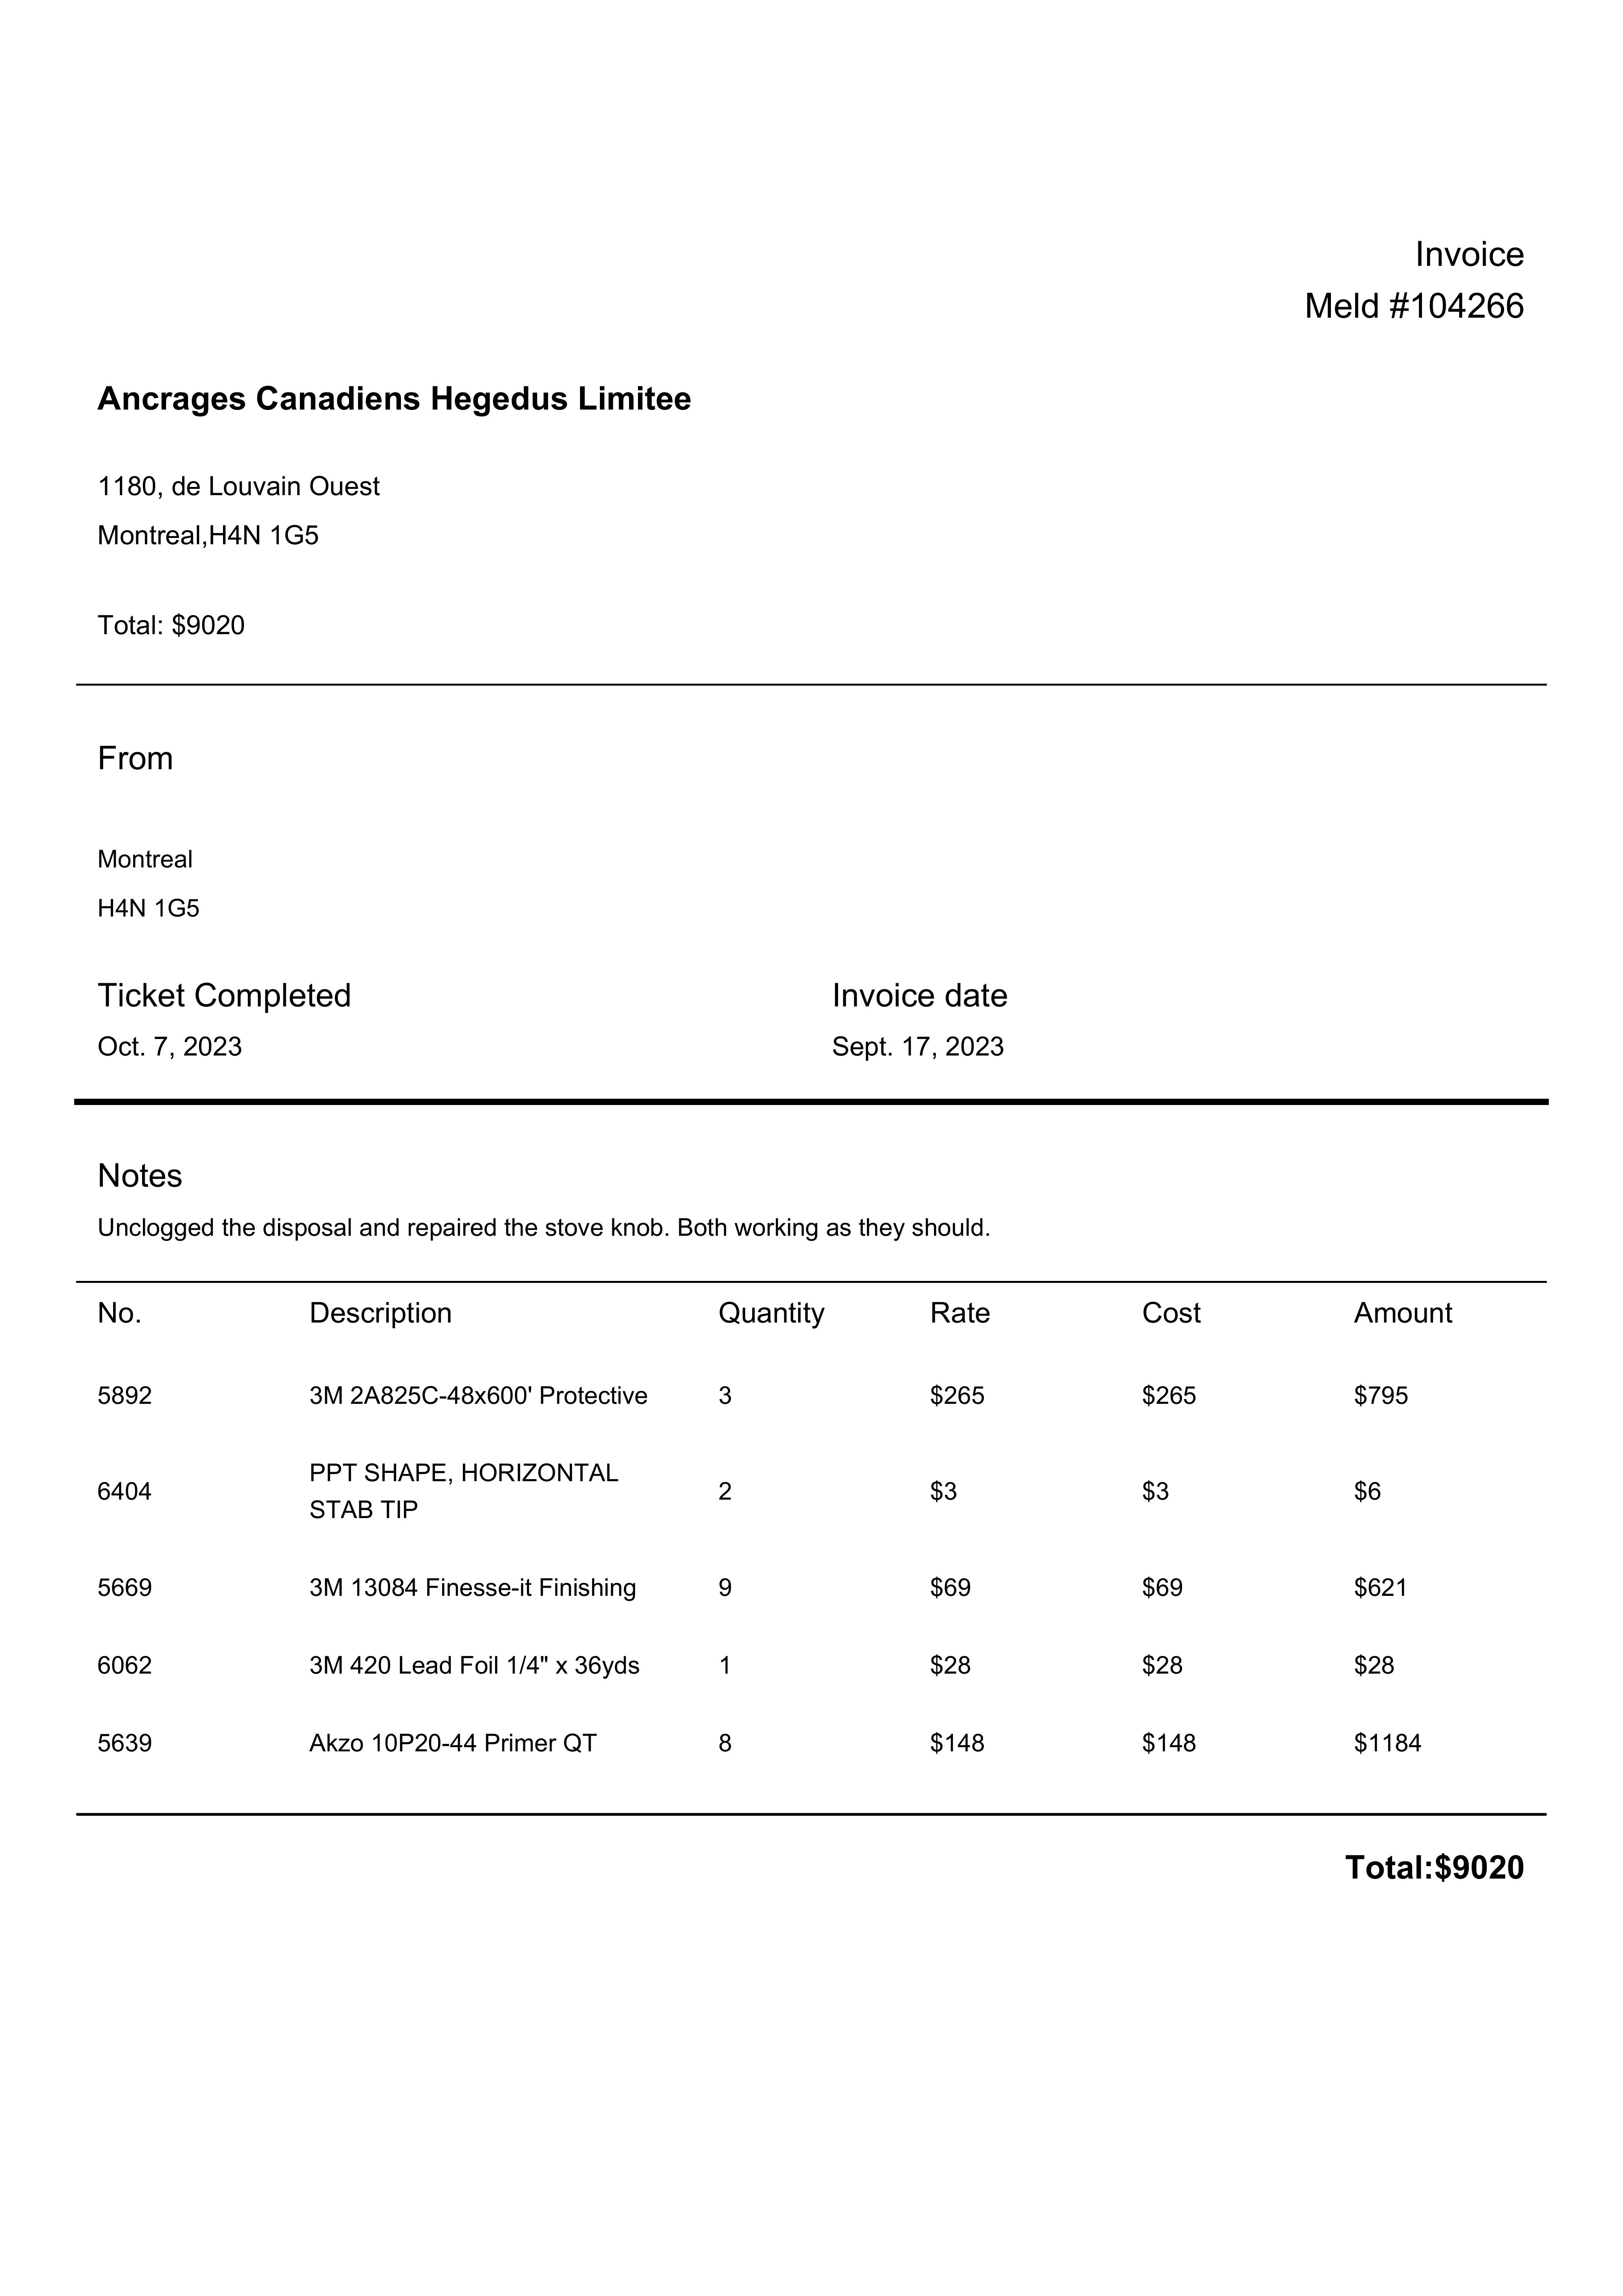 Invoice
Meld #104266
Ancrages Canadiens Hegedus Limitee
1180, de Louvain Ouest
Montreal,H4N 1G5
Total: $9020
From
Montreal
H4N 1G5
Ticket Completed Invoice date
Oct. 7, 2023 Sept. 17, 2023
Notes
Unclogged the disposal and repaired the stove knob. Both working as they should.
No. Description Quantity Rate Cost Amount
5892 3M 2A825C-48x600' Protective 3 $265 $265 $795
6404 PPT SHAPE, HORIZONTAL STAB TIP 2 $3 $3 $6
5669 3M 13084 Finesse-it Finishing 9 $69 $69 $621
6062 3M 420 Lead Foil 1/4" x 36yds 1 $28 $28 $28
5639 Akzo 10P20-44 Primer QT 8 $148 $148 $1184
Total:$9020